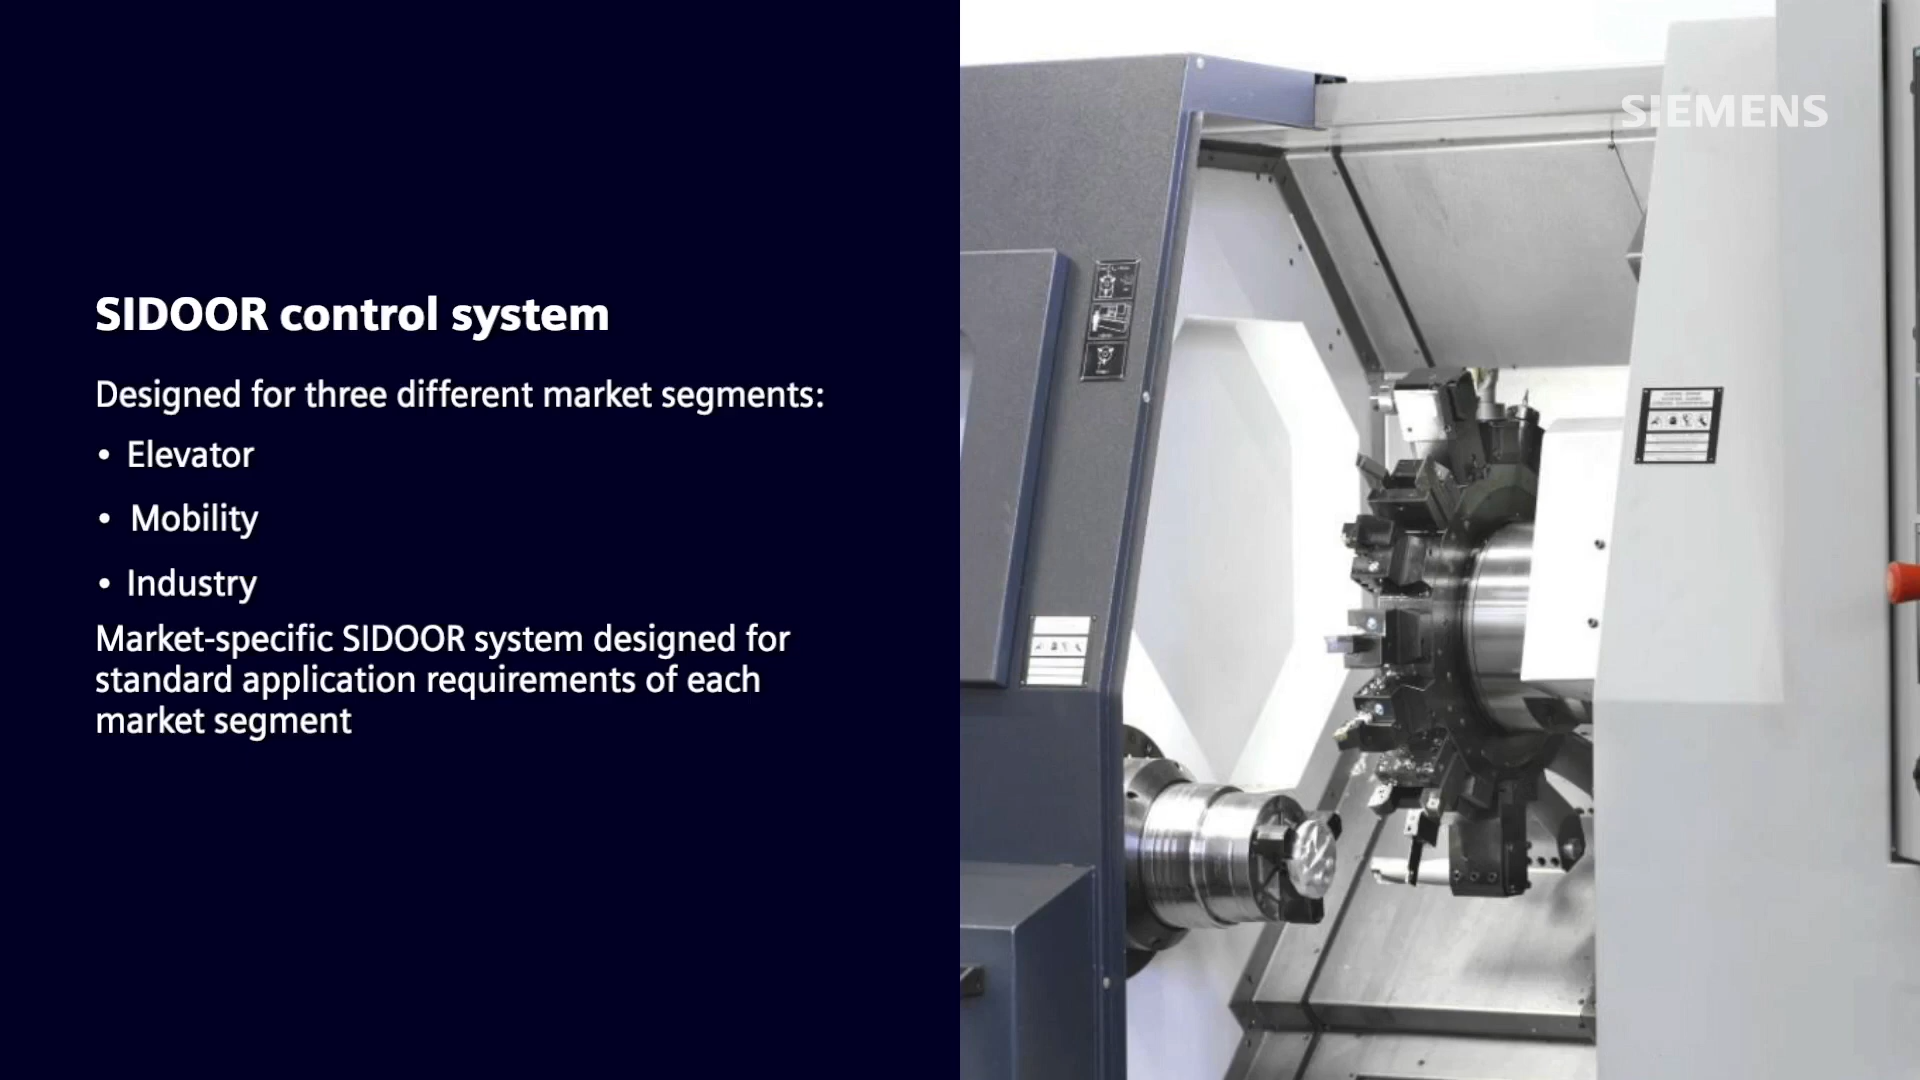 SIEMENS
SIDOOR control system
Designed for three different market segments:
• Elevator
• Mobility
• Industry
Market-specific SIDOOR system designed for
standard application requirements of each
market segment